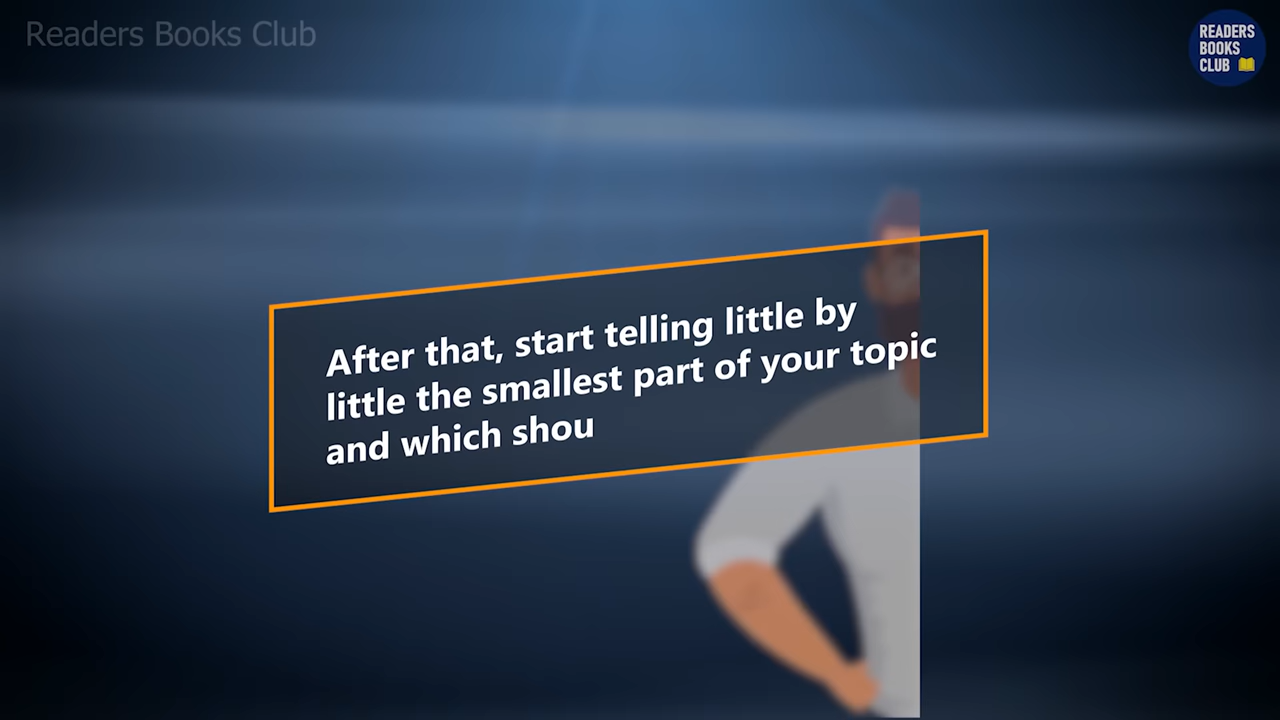 Readers Books Club
READERS
BOOKS
CLUB
After that, start telling little by
little the smallest part of your topic
and which shou